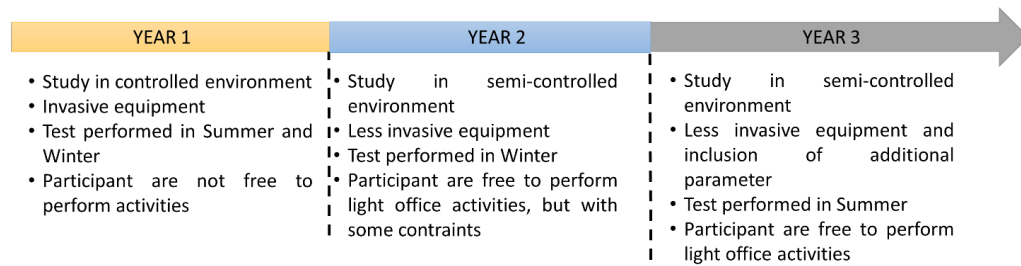 YEAR 1
YEAR 2
YEAR 3
• Study in controlled environment
• Invasive equipment
• Test performed in Summer and
Winter
• Participant are not free to
perform activities
• Study in semi-controlled
environment
• Less invasive equipment
• Test performed in Winter
• Participant are free to perform
light office activities, but with
some contraints
• Study in semi-controlled
environment
• Less invasive equipment and
inclusion of additional
parameter
• Test performed in Summer
• Participant are free to perform
light office activities